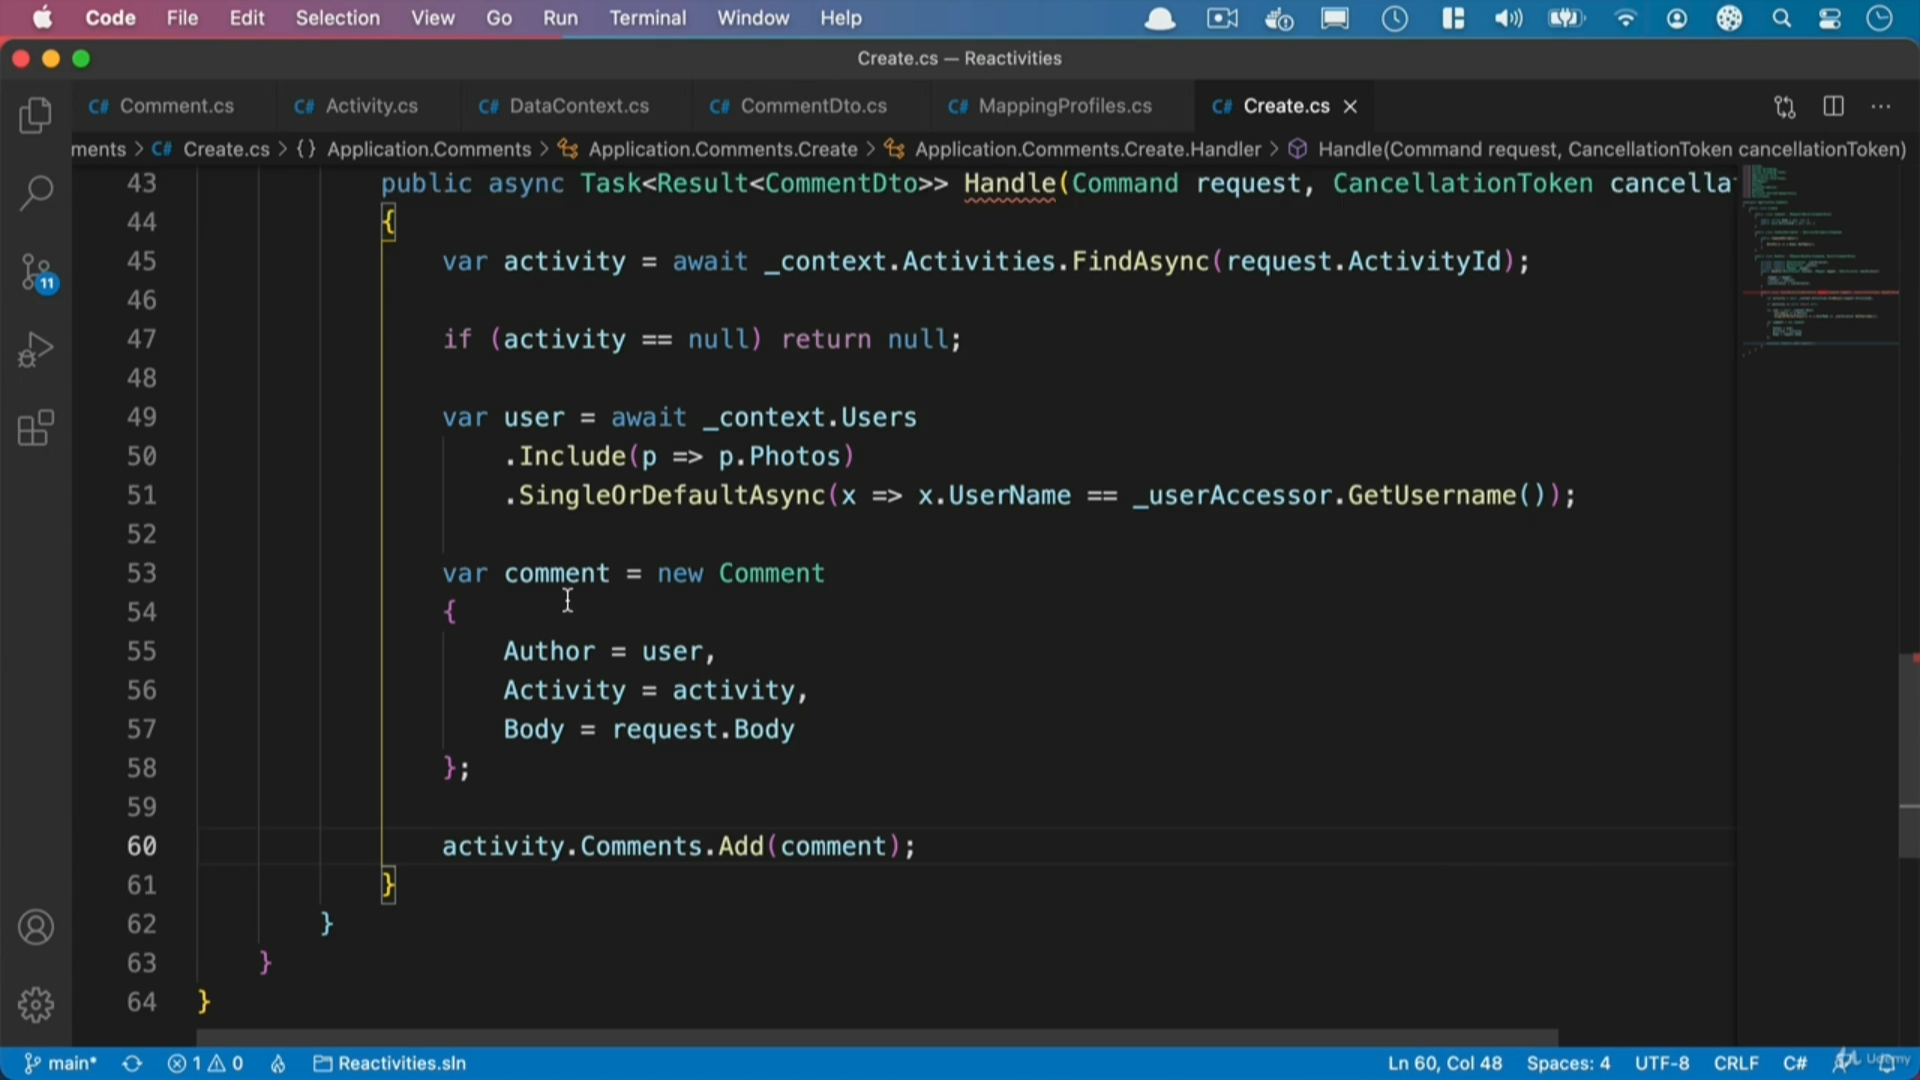 Code File Edit Selection View Go Run Terminal Window Help
Create.cs — Reactivities
C# Comment.cs C# Activity.cs C# DataContext.cs C# CommentDto.cs C# MappingProfiles.cs C# Create.cs
ments > C# Create.cs > {} Application.Comments > Application.Comments.Create > Application.Comments.Create.Handler > Handle(Command request, CancellationToken cancellationToken)
43 public async Task<Result<CommentDto>> Handle(Command request, CancellationToken cancella
44 {
45 var activity = await _context.Activities.FindAsync(request.ActivityId);
46
47 if (activity == null) return null;
48
49 var user = await _context.Users
50 .Include(p => p.Photos)
51 .SingleOrDefaultAsync(x => x.UserName == _userAccessor.GetUsername());
52
53 var comment = new Comment
54 {
55 Author = user,
56 Activity = activity,
57 Body = request.Body
58 };
59
60 activity.Comments.Add(comment);
61 }
62 }
63 }
64 }
11
main* 1 0 Reactivities.sln Ln 60, Col 48 Spaces: 4 UTF-8 CRLF C# Udemy